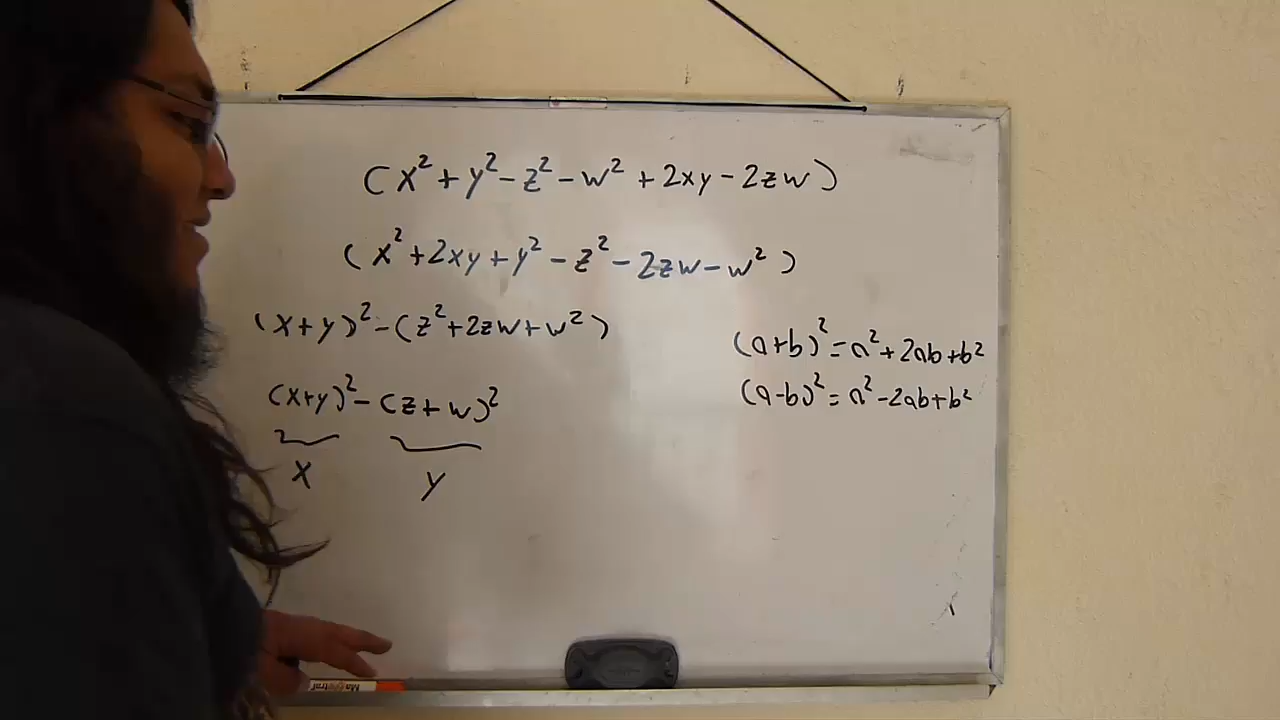 (x²+y²-z²-w²+2xy-2zw)
(x²+2xy+y²-z²-2zw-w²)
(x+y)²-(z²+2zw+w²)
(a+b)²=a²+2ab+b²
(x+y)²-(z+w)²
(a-b)²=a²-2ab+b²
x y